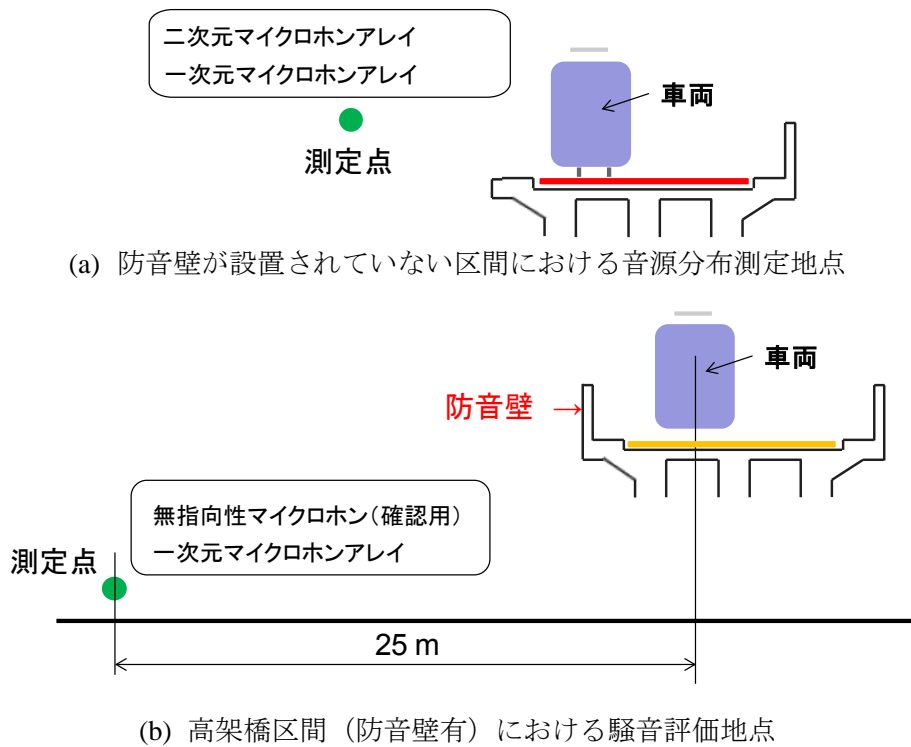 二次元マイクロホンアレイ
一次元マイクロホンアレイ
車両
測定点
(a) 防音壁が設置されていない区間における音源分布測定地点
車両
防音壁 →
無指向性マイクロホン（確認用）
一次元マイクロホンアレイ
測定点
25 m
(b) 高架橋区間（防音壁有）における騒音評価地点